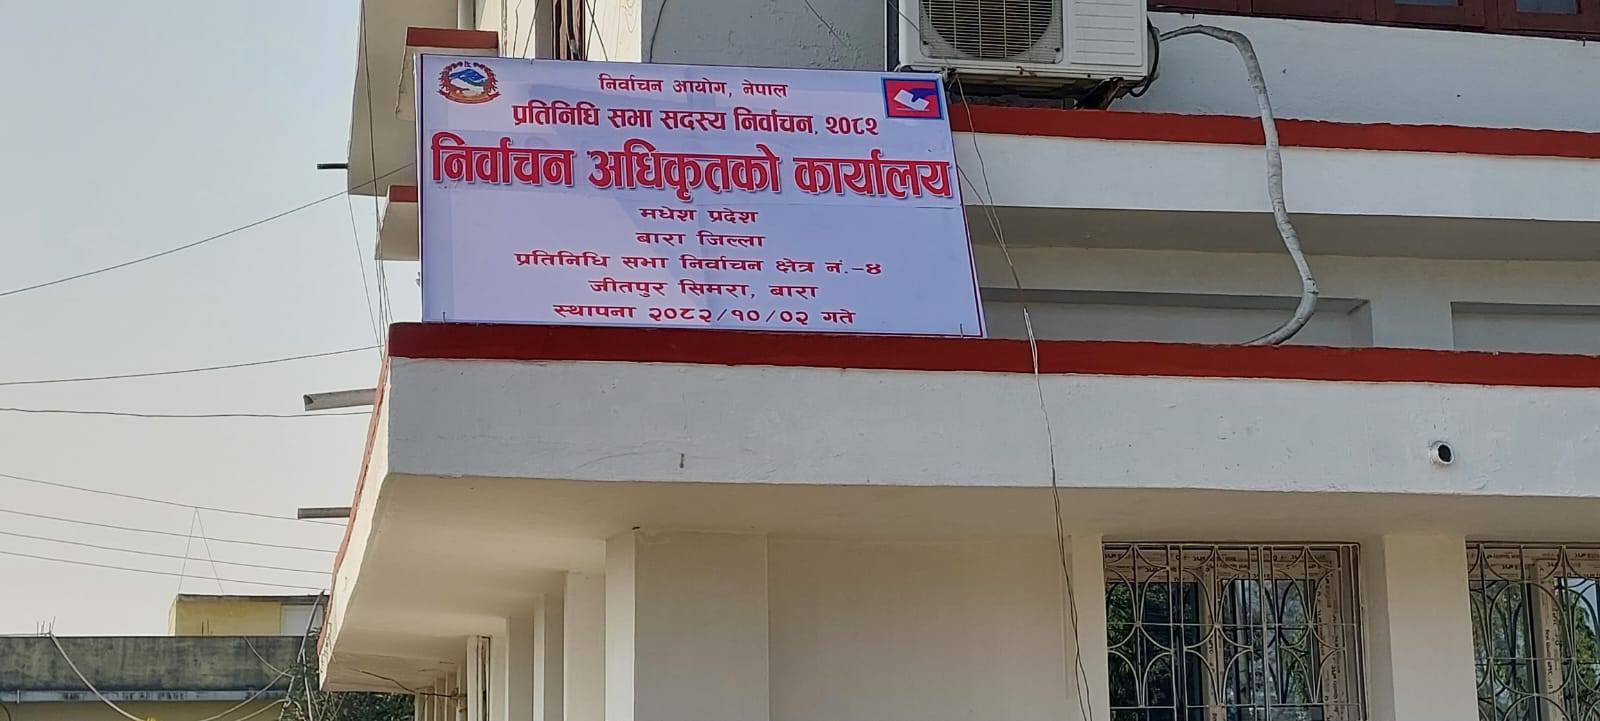 निर्वाचन आयोग, नेपाल
प्रतिनिधि सभा सदस्य निर्वाचन, २०८२
निर्वाचन अधिकृतको कार्यालय
मधेश प्रदेश
बारा जिल्ला
प्रतिनिधि सभा निर्वाचन क्षेत्र नं.-४
जीतपुर सिमरा, बारा
स्थापना २०८२/१०/०२ गते